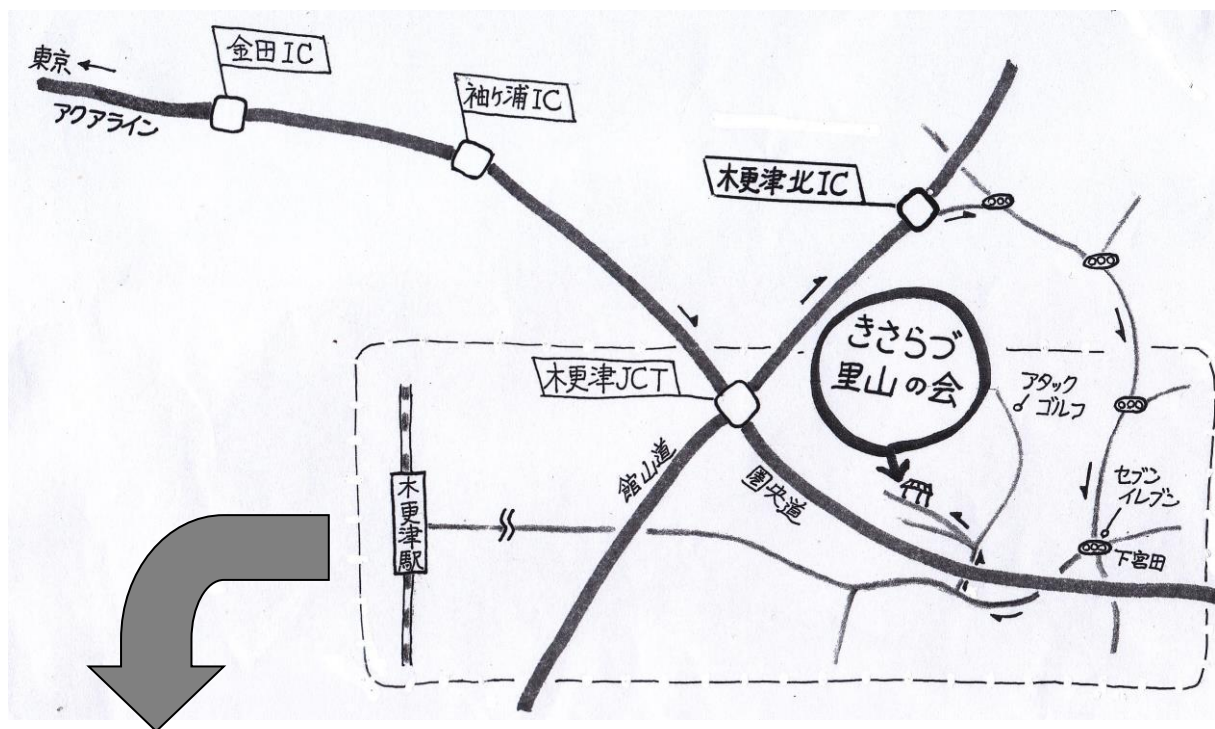 東京
アクアライン
金田IC
袖ケ浦IC
木更津北IC
木更津JCT
きさらづ
里山の会
アタック
ゴルフ
館山道
圏央道
セブン
イレブン
下宮田
木更津駅